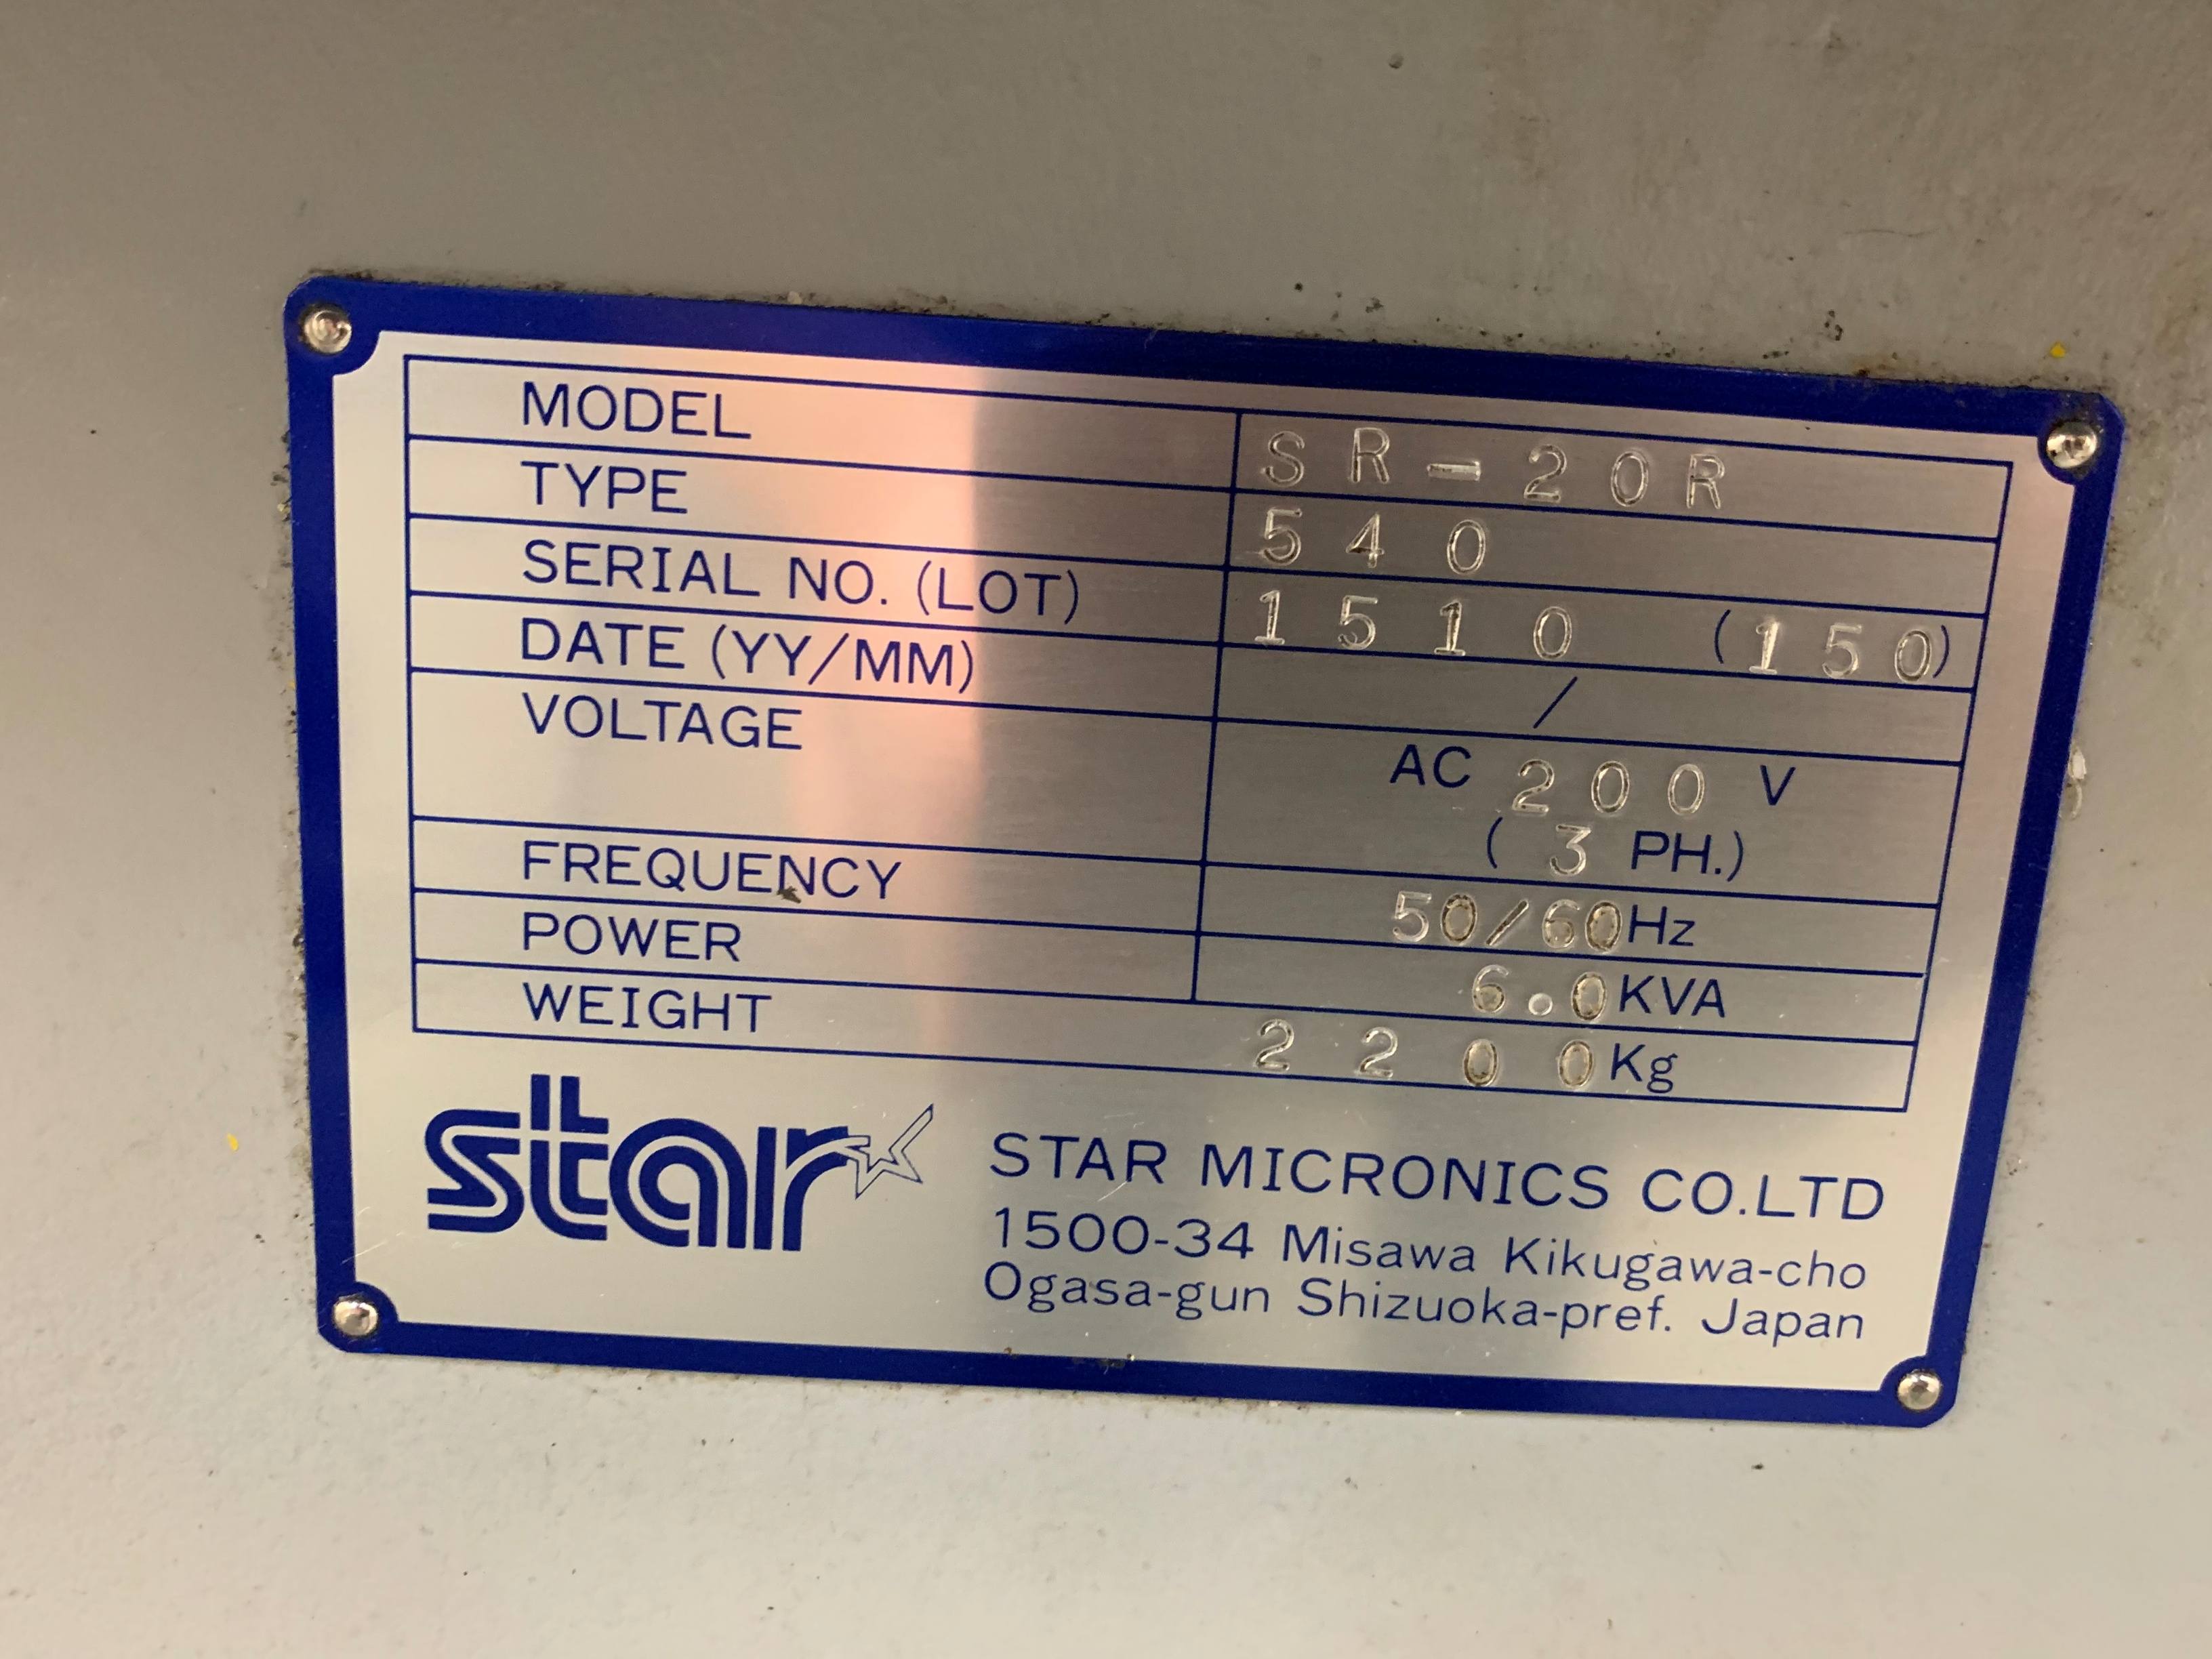 MODEL SR-20R
TYPE 540
SERIAL NO. (LOT) 1510 (150)
DATE (YY/MM) /
VOLTAGE AC 200 V
( 3 PH.)
FREQUENCY 50/60Hz
POWER 6.0KVA
WEIGHT 2200Kg
star
STAR MICRONICS CO.LTD
1500-34 Misawa Kikugawa-cho
Ogasa-gun Shizuoka-pref. Japan